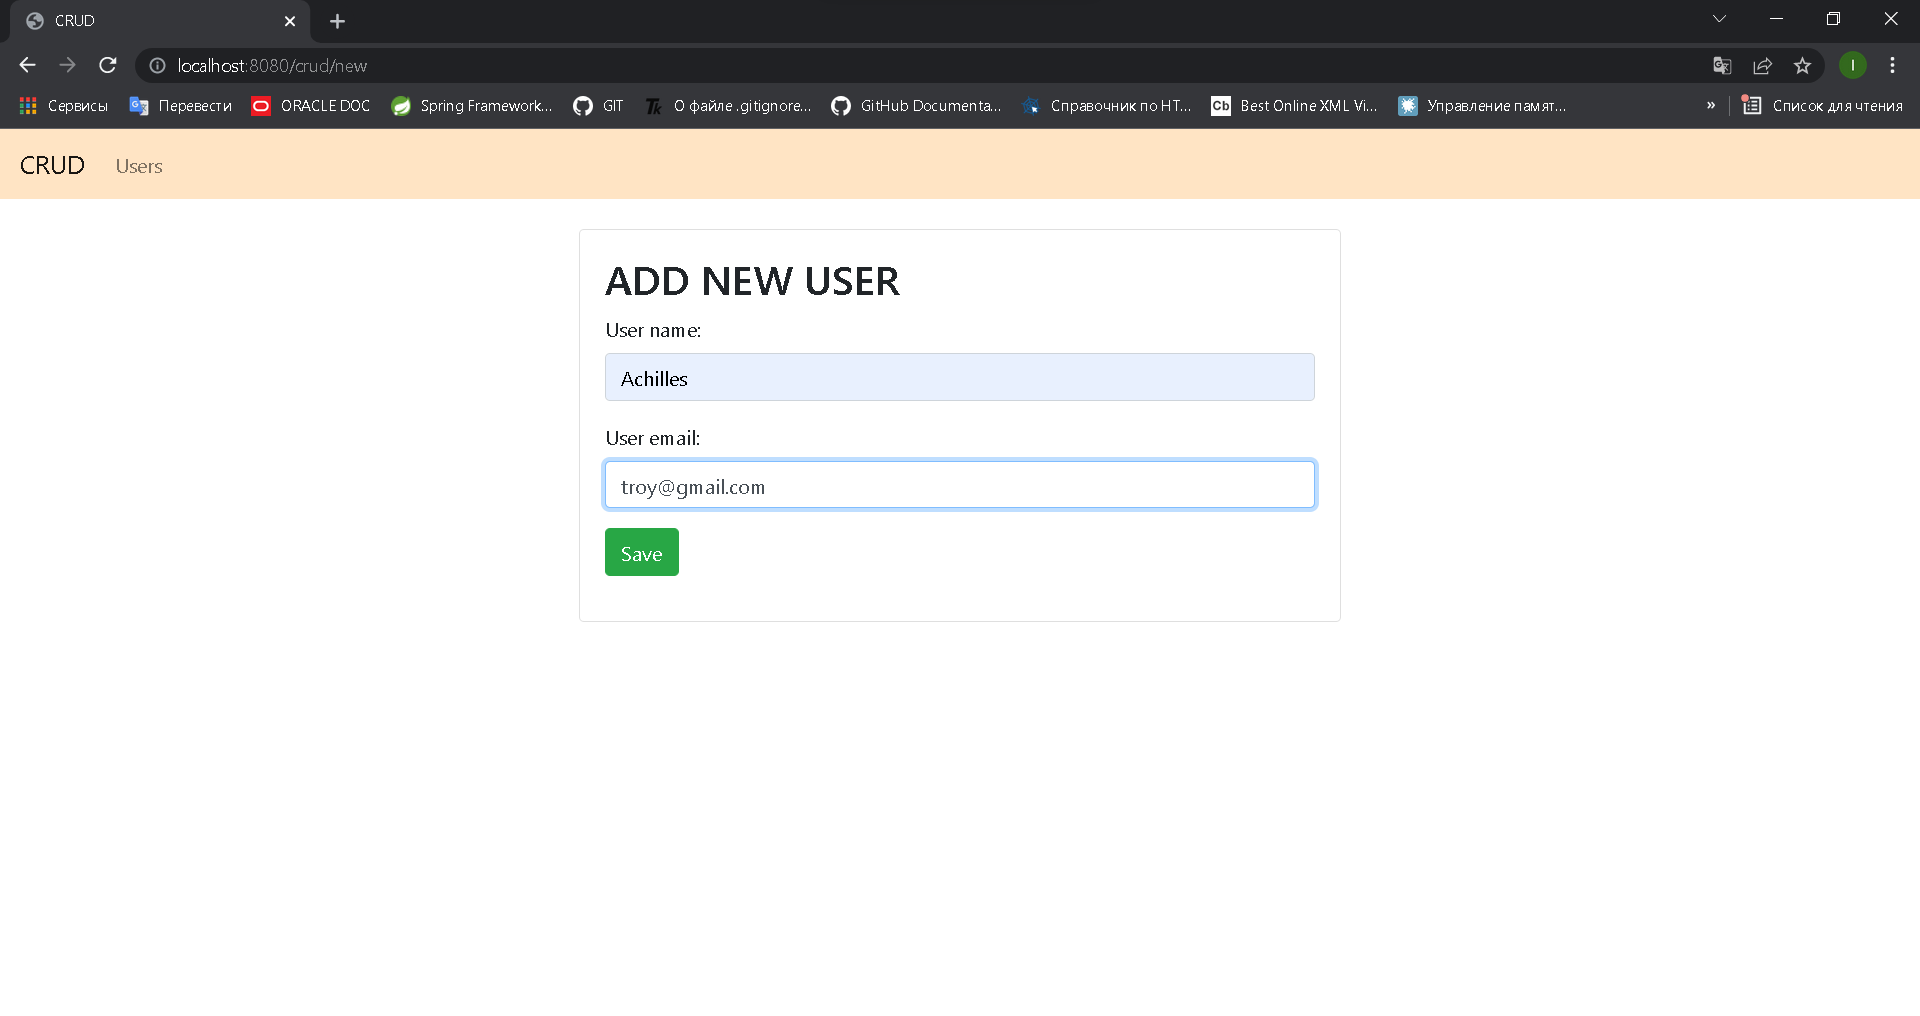 CRUD
localhost:8080/crud/new
I
Сервисы Перевести ORACLE DOC Spring Framework... GIT Tk О файле .gitignore... GitHub Documenta... Справочник по HT... Cb Best Online XML Vi... Управление памят... » Список для чтения
CRUD Users
ADD NEW USER
User name:
Achilles
User email:
troy@gmail.com
Save